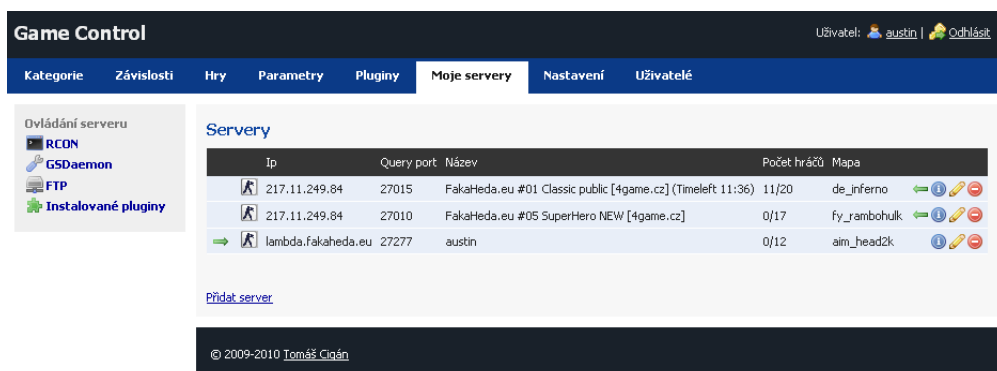 Game Control
Uživatel: austin | Odhlásit
Kategorie Závislosti Hry Parametry Pluginy Moje servery Nastavení Uživatelé
Ovládání serveru
RCON
GSDaemon
FTP
Instalované pluginy
Servery
Ip Query port Název Počet hráčů Mapa
217.11.249.84 27015 FakaHeda.eu #01 Classic public [4game.cz] (Timeleft 11:36) 11/20 de_inferno
217.11.249.84 27010 FakaHeda.eu #05 SuperHero NEW [4game.cz] 0/17 fy_rambohulk
lambda.fakaheda.eu 27277 austin 0/12 aim_head2k
Přidat server
© 2009-2010 Tomáš Cigán